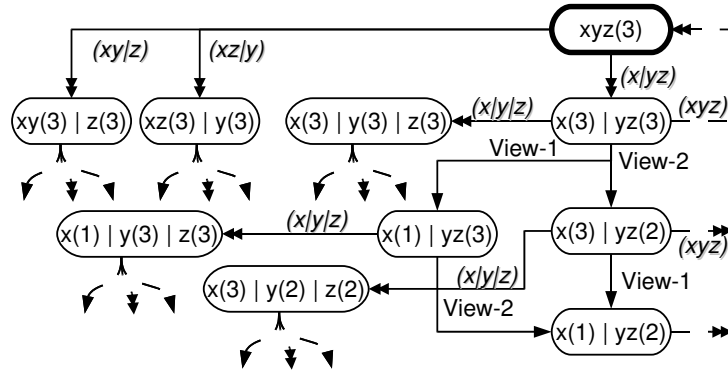 xyz(3)
(xy|z)
(xz|y)
(x|yz)
xy(3) | z(3)
xz(3) | y(3)
x(3) | y(3) | z(3)
(x|y|z)
x(3) | yz(3)
(xyz)
View-1
View-2
x(1) | y(3) | z(3)
(x|y|z)
x(1) | yz(3)
x(3) | yz(2)
(xyz)
x(3) | y(2) | z(2)
(x|y|z)
View-1
View-2
x(1) | yz(2)